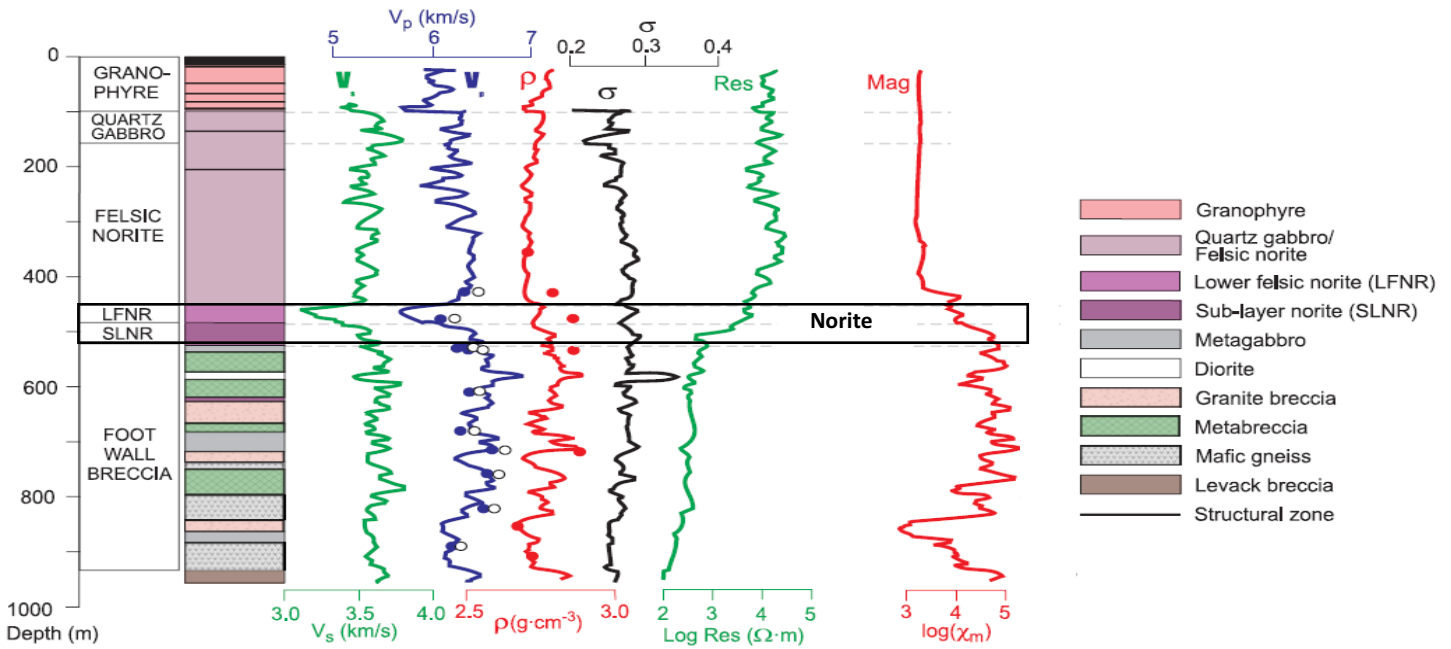 Vp (km/s)
5
6
7
σ
0.2
0.3
0.4
0
200
400
600
800
1000
Depth (m)
GRANO-
PHYRE
QUARTZ
GABBRO
FELSIC
NORITE
LFNR
SLNR
FOOT
WALL
BRECCIA
V
V
ρ
σ
Res
Mag
Norite
3.0
3.5
4.0
Vs (km/s)
2.5
3.0
ρ(g·cm⁻³)
2
3
4
5
Log Res (Ω·m)
3
4
5
log(χm)
Granophyre
Quartz gabbro/
Felsic norite
Lower felsic norite (LFNR)
Sub-layer norite (SLNR)
Metagabbro
Diorite
Granite breccia
Metabreccia
Mafic gneiss
Levack breccia
Structural zone